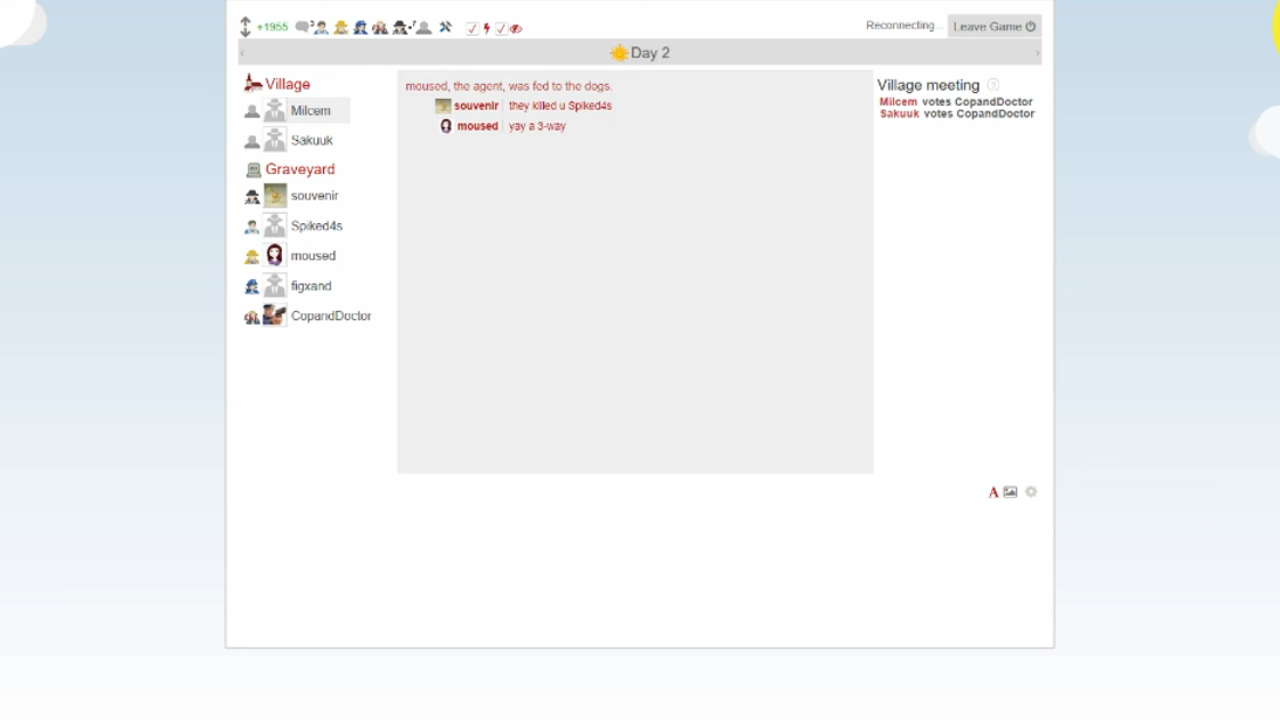 +1955
Reconnecting...
Leave Game
Day 2
Village
Milcem
Sakuuk
Graveyard
souvenir
Spiked4s
moused
figxand
CopandDoctor
moused, the agent, was fed to the dogs.
souvenir they killed u Spiked4s
moused yay a 3-way
Village meeting
Milcem votes CopandDoctor
Sakuuk votes CopandDoctor
A